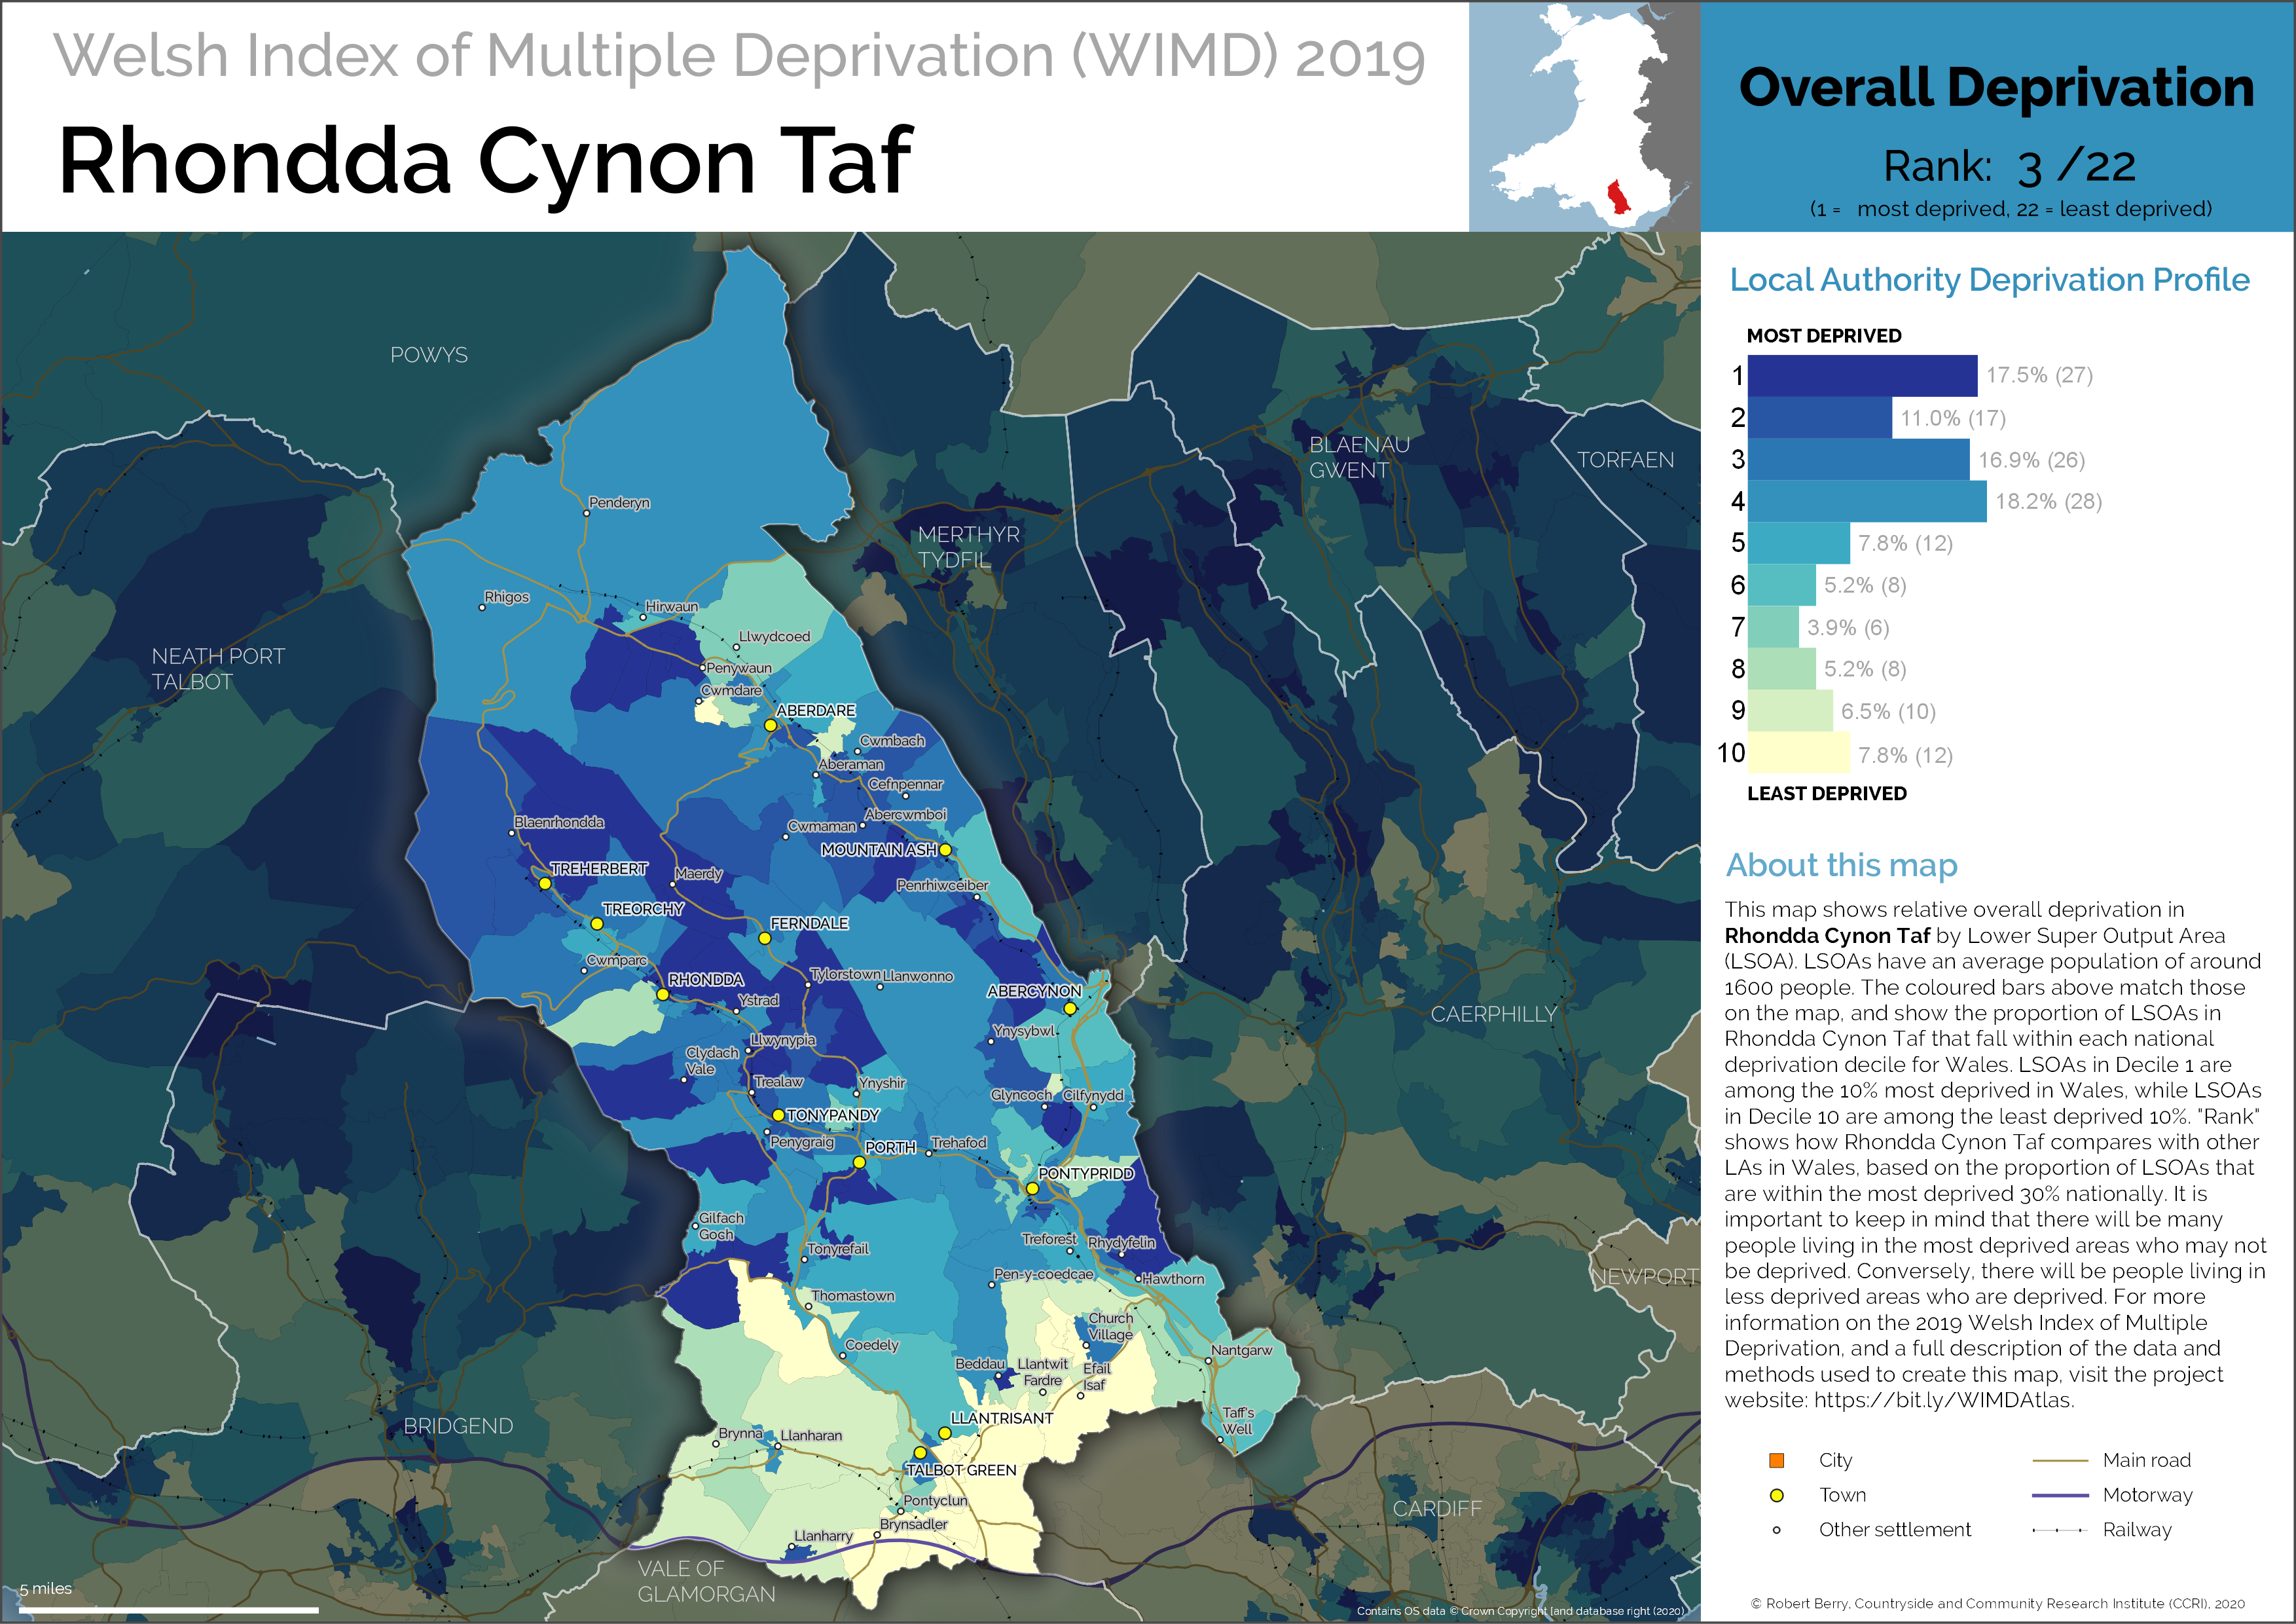 Welsh Index of Multiple Deprivation (WIMD) 2019
Rhondda Cynon Taf
Overall Deprivation
Rank: 3 /22
(1 = most deprived, 22 = least deprived)
Local Authority Deprivation Profile
MOST DEPRIVED
1 17.5% (27)
2 11.0% (17)
3 16.9% (26)
4 18.2% (28)
5 7.8% (12)
6 5.2% (8)
7 3.9% (6)
8 5.2% (8)
9 6.5% (10)
10 7.8% (12)
LEAST DEPRIVED
About this map
This map shows relative overall deprivation in
Rhondda Cynon Taf by Lower Super Output Area
(LSOA). LSOAs have an average population of around
1600 people. The coloured bars above match those
on the map, and show the proportion of LSOAs in
Rhondda Cynon Taf that fall within each national
deprivation decile for Wales. LSOAs in Decile 1 are
among the 10% most deprived in Wales, while LSOAs
in Decile 10 are among the least deprived 10%. "Rank"
shows how Rhondda Cynon Taf compares with other
LAs in Wales, based on the proportion of LSOAs that
are within the most deprived 30% nationally. It is
important to keep in mind that there will be many
people living in the most deprived areas who may not
be deprived. Conversely, there will be people living in
less deprived areas who are deprived. For more
information on the 2019 Welsh Index of Multiple
Deprivation, and a full description of the data and
methods used to create this map, visit the project
website: https://bit.ly/WIMDAtlas.
City
Town
Other settlement
Main road
Motorway
Railway
© Robert Berry, Countryside and Community Research Institute (CCRI), 2020
POWYS
BLAENAU
GWENT
TORFAEN
Penderyn
MERTHYR
TYDFIL
Rhigos
Hirwaun
Llwydcoed
NEATH PORT
TALBOT
Penywaun
Cwmdare
ABERDARE
Cwmbach
Aberaman
Cefnpennar
Abercwmboi
Blaenrhondda
Cwmaman
MOUNTAIN ASH
TREHERBERT
Maerdy
Penrhiwceiber
TREORCHY
FERNDALE
Cwmparc
RHONDDA
Tylorstown
Llanwonno
ABERCYNON
Ystrad
CAERPHILLY
Ynysybwl
Llwynypia
Clydach
Vale
Trealaw
Ynyshir
Glyncoch
Cilfynydd
TONYPANDY
Penygraig
PORTH
Trehafod
PONTYPRIDD
Gilfach
Goch
Tonyrefail
Treforest
Rhydyfelin
Pen-y-coedcae
Hawthorn
NEWPORT
Thomastown
Church
Village
Coedely
Nantgarw
Beddau
Llantwit
Fardre
Efail
Isaf
Taff's
Well
LLANTRISANT
BRIDGEND
Brynna
Llanharan
TALBOT GREEN
Pontyclun
CARDIFF
Brynsadler
Llanharry
VALE OF
GLAMORGAN
5 miles
Contains OS data © Crown Copyright [and database right (2020)]